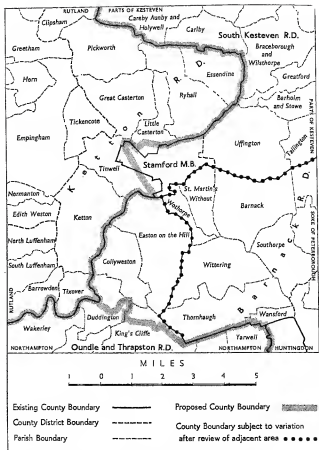 RUTLAND
PARTS OF KESTEVEN
Careby Aunby and
Holywell
Clipsham
Carlby
South Kesteven R.D.
Greetham
Pickworth
Braceborough
and
Wilsthorpe
Essendine
Horn
Greatford
Ryhall
Great Casterton
Barholm
and Stowe
Little
Casterton
Tickencote
PARTS OF KESTEVEN
Empingham
Uffington
Tallington
Ketton R.D.
Stamford M.B.
Tinwell
St. Martin's
Without
Normanton
Wothorpe
Barnack
Edith Weston
Ketton
SOKE OF PETERBOROUGH
Easton on the Hill
North Luffenham
Southorpe
South Luffenham
Collyweston
Wittering
Barnack R.D.
Barrowden
Tixover
RUTLAND
Duddington
Thornhaugh
Wansford
Wakerley
King's Cliffe
Yarwell
NORTHAMPTON
Oundle and Thrapston R.D.
NORTHAMPTON
HUNTINGDON
MILES
1 0 1 2 3 4 5
Existing County Boundary
Proposed County Boundary
County District Boundary
County Boundary subject to variation
Parish Boundary
after review of adjacent area